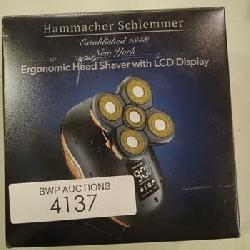 Hammacher Schlemmer
Established 1848
New York
Ergonomic Head Shaver with LCD Display
BWP AUCTIONS
4137